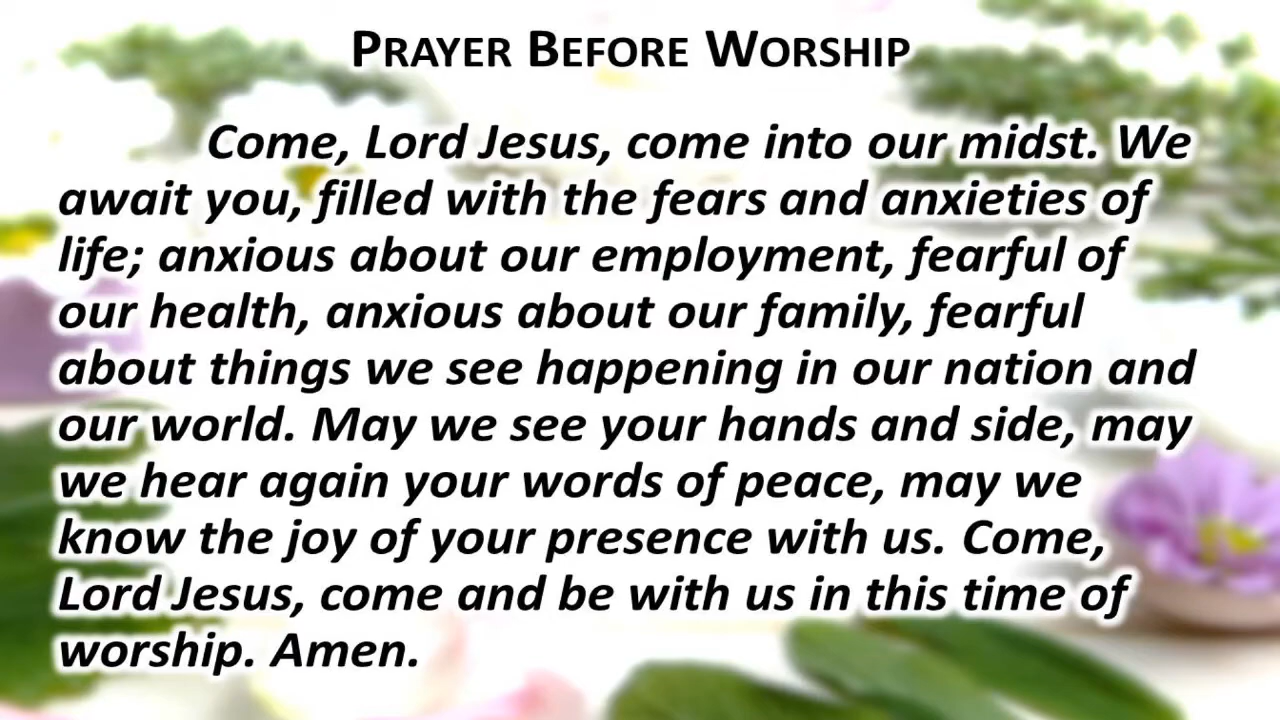 PRAYER BEFORE WORSHIP
Come, Lord Jesus, come into our midst. We
await you, filled with the fears and anxieties of
life; anxious about our employment, fearful of
our health, anxious about our family, fearful
about things we see happening in our nation and
our world. May we see your hands and side, may
we hear again your words of peace, may we
know the joy of your presence with us. Come,
Lord Jesus, come and be with us in this time of
worship. Amen.